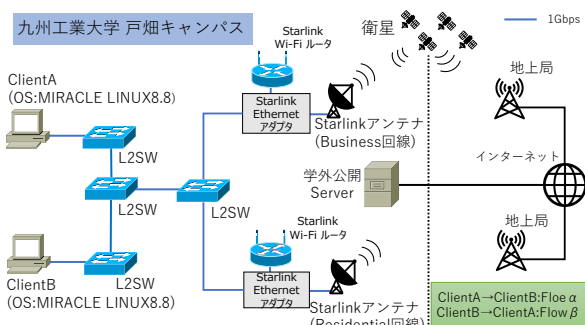 九州工業大学 戸畑キャンパス
衛星
1Gbps
Starlink
Wi-Fi ルータ
地上局
ClientA
(OS:MIRACLE LINUX8.8)
Starlink
Ethernet
アダプタ
Starlinkアンテナ
(Business回線)
L2SW
インターネット
学外公開
Server
L2SW
L2SW
地上局
Starlink
Wi-Fi ルータ
ClientB
(OS:MIRACLE LINUX8.8)
L2SW
Starlink
Ethernet
アダプタ
Starlinkアンテナ
(Residential回線)
ClientA→ClientB:Floe α
ClientB→ClientA:Flow β